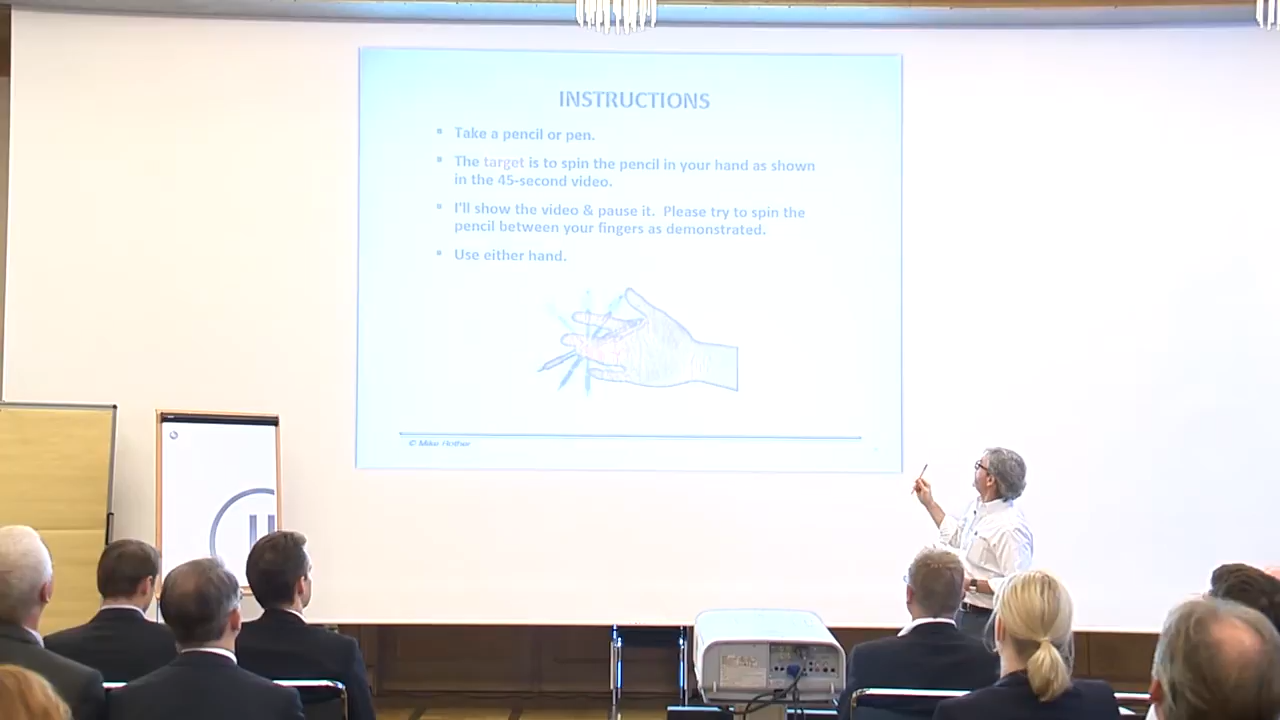 INSTRUCTIONS
Take a pencil or pen.
The target is to spin the pencil in your hand as shown
in the 45-second video.
I'll show the video & pause it. Please try to spin the
pencil between your fingers as demonstrated.
Use either hand.
© Mike Rother